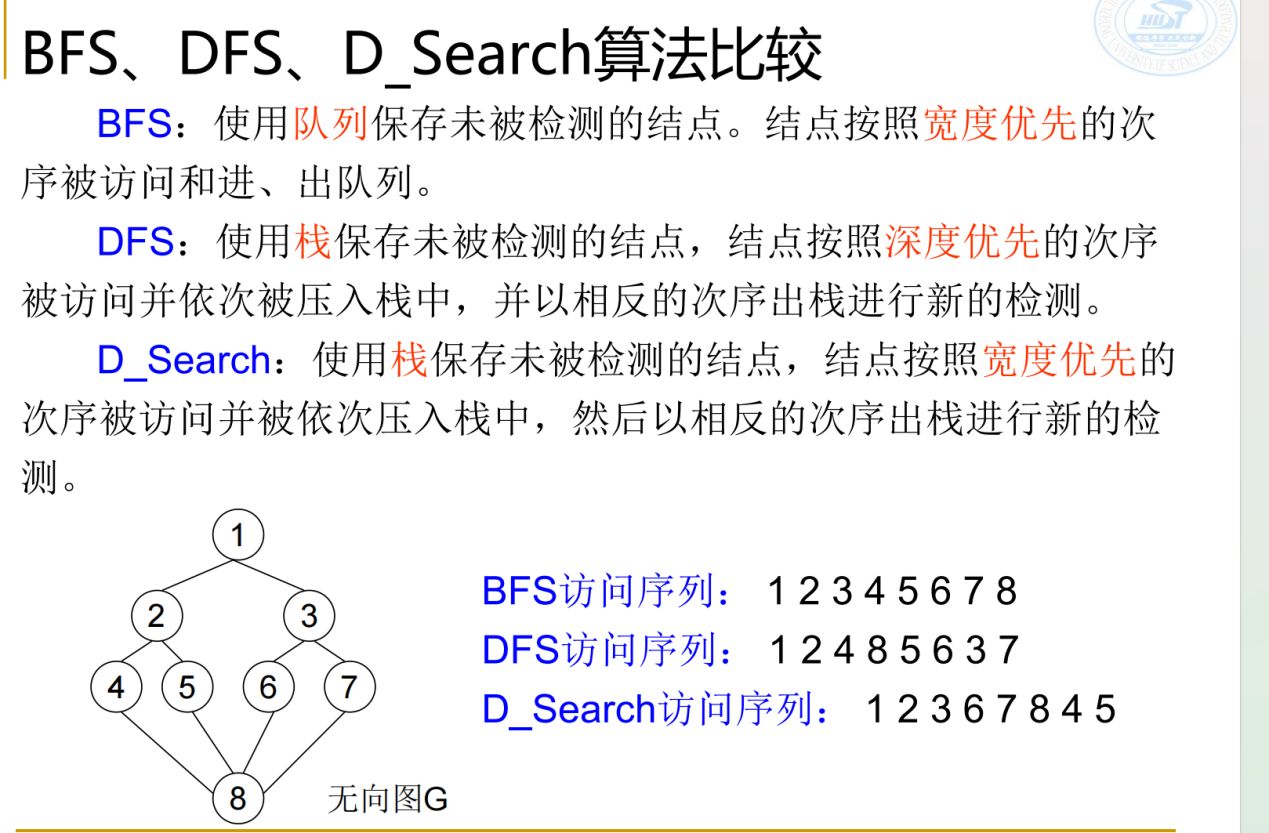 BFS、DFS、D_Search算法比较
BFS：使用队列保存未被检测的结点。结点按照宽度优先的次
序被访问和进、出队列。
DFS：使用栈保存未被检测的结点，结点按照深度优先的次序
被访问并依次被压入栈中，并以相反的次序出栈进行新的检测。
D_Search：使用栈保存未被检测的结点，结点按照宽度优先的
次序被访问并被依次压入栈中，然后以相反的次序出栈进行新的检
测。
1
2 3
4 5 6 7
8
无向图G
BFS访问序列： 1 2 3 4 5 6 7 8
DFS访问序列： 1 2 4 8 5 6 3 7
D_Search访问序列： 1 2 3 6 7 8 4 5